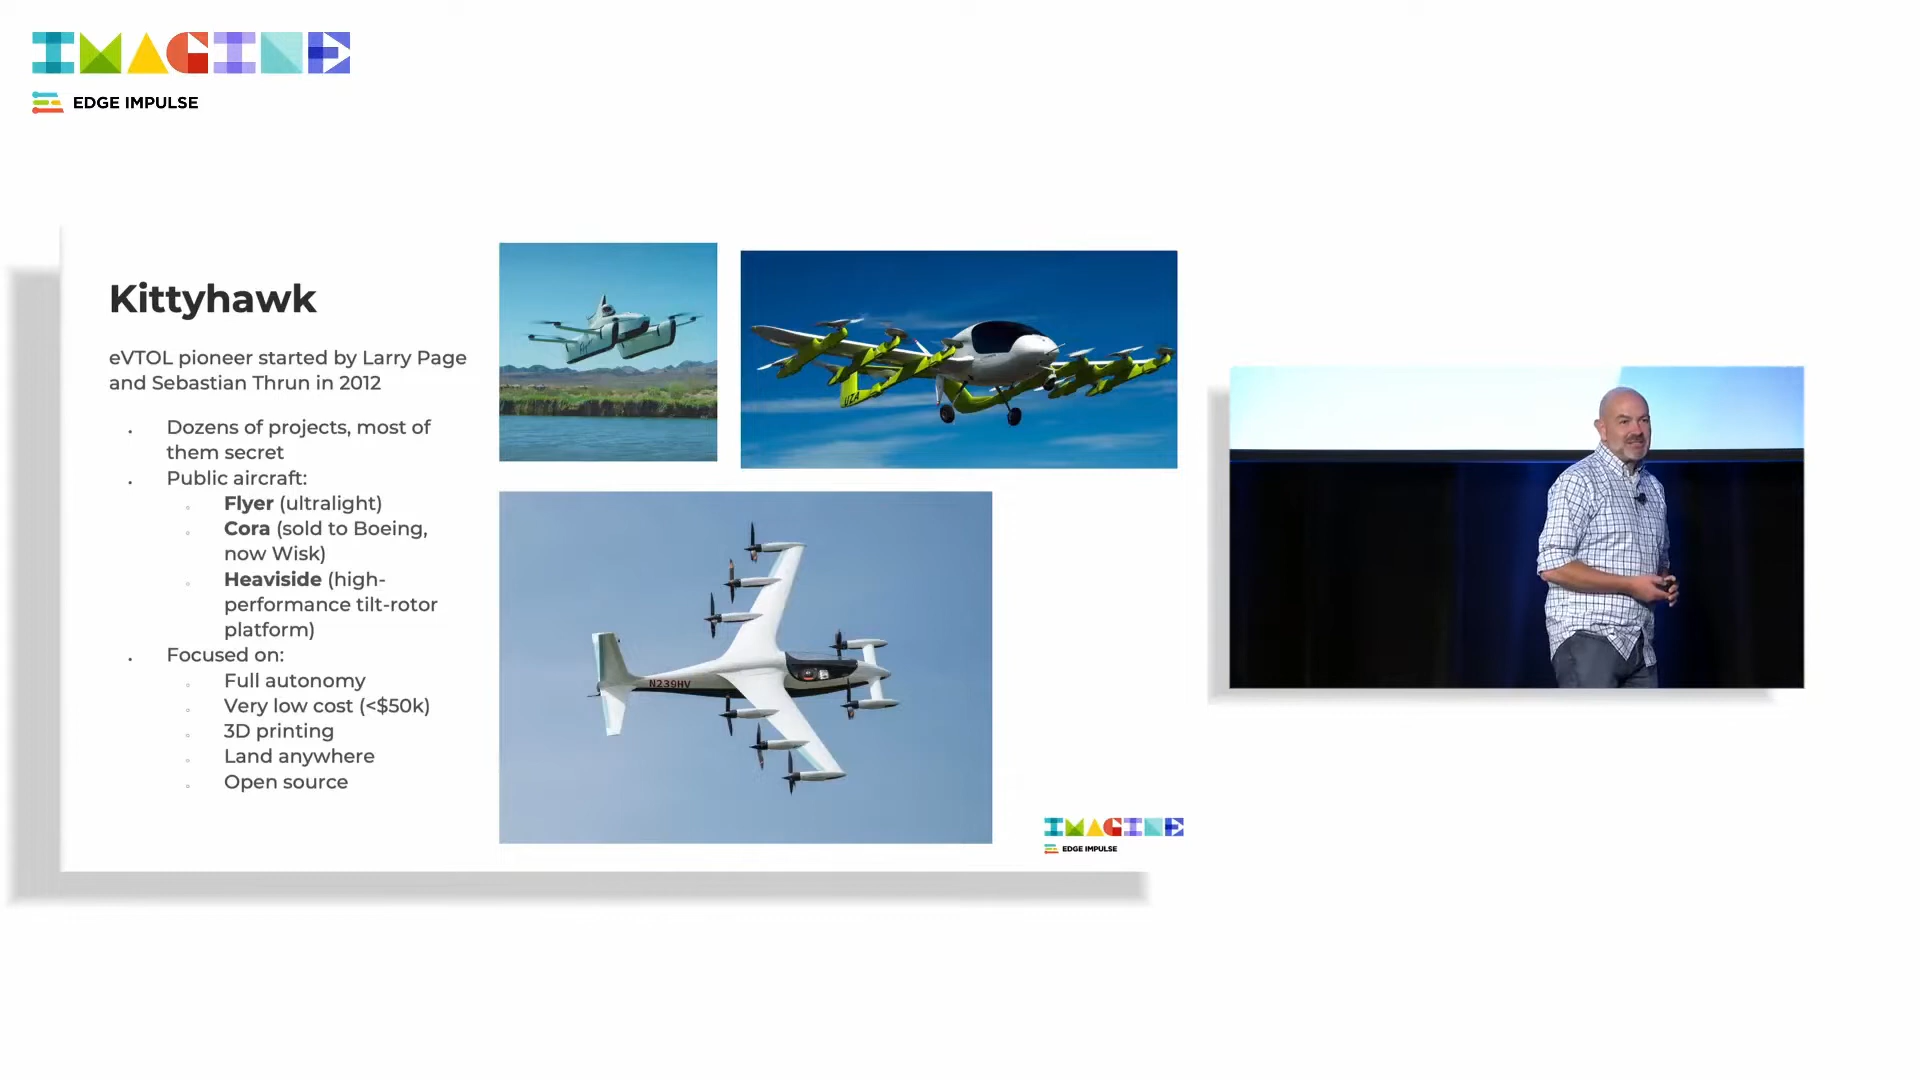 IMAGINE
EDGE IMPULSE
Kittyhawk
eVTOL pioneer started by Larry Page
and Sebastian Thrun in 2012
Dozens of projects, most of
them secret
Public aircraft:
Flyer (ultralight)
Cora (sold to Boeing,
now Wisk)
Heaviside (high-
performance tilt-rotor
platform)
Focused on:
Full autonomy
Very low cost (<$50k)
3D printing
Land anywhere
Open source
N239HV
IMAGINE
EDGE IMPULSE